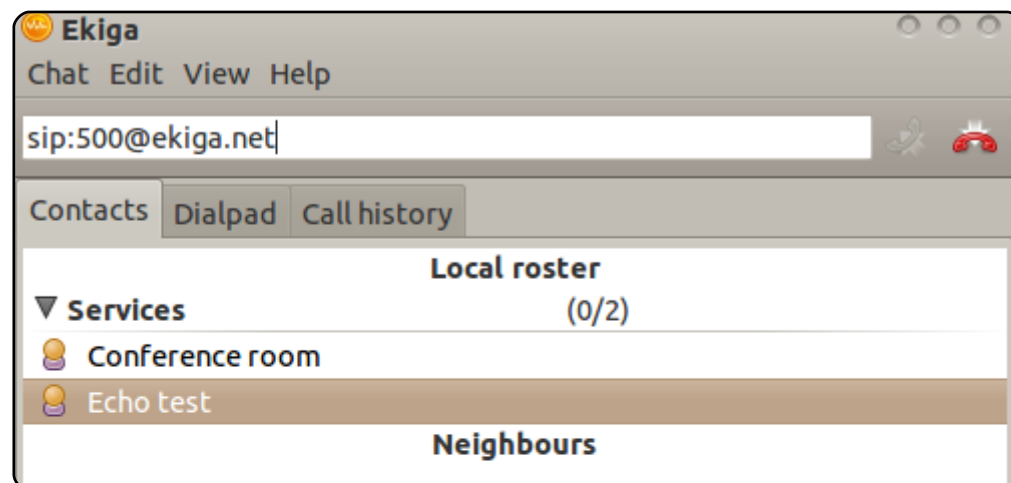 Ekiga
Chat Edit View Help
sip:500@ekiga.net
Contacts Dialpad Call history
Local roster
Services (0/2)
Conference room
Echo test
Neighbours